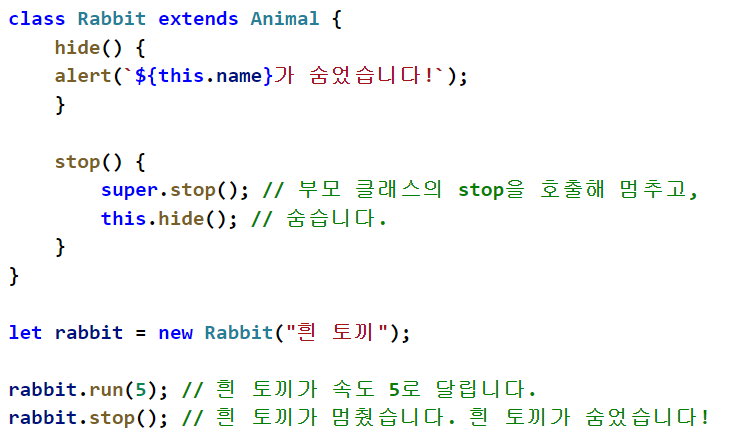 class Rabbit extends Animal {
    hide() {
    alert(`${this.name}가 숨었습니다!`);
    }

    stop() {
        super.stop(); // 부모 클래스의 stop을 호출해 멈추고,
        this.hide(); // 숨습니다.
    }
}

let rabbit = new Rabbit("흰 토끼");

rabbit.run(5); // 흰 토끼가 속도 5로 달립니다.
rabbit.stop(); // 흰 토끼가 멈췄습니다. 흰 토끼가 숨었습니다!